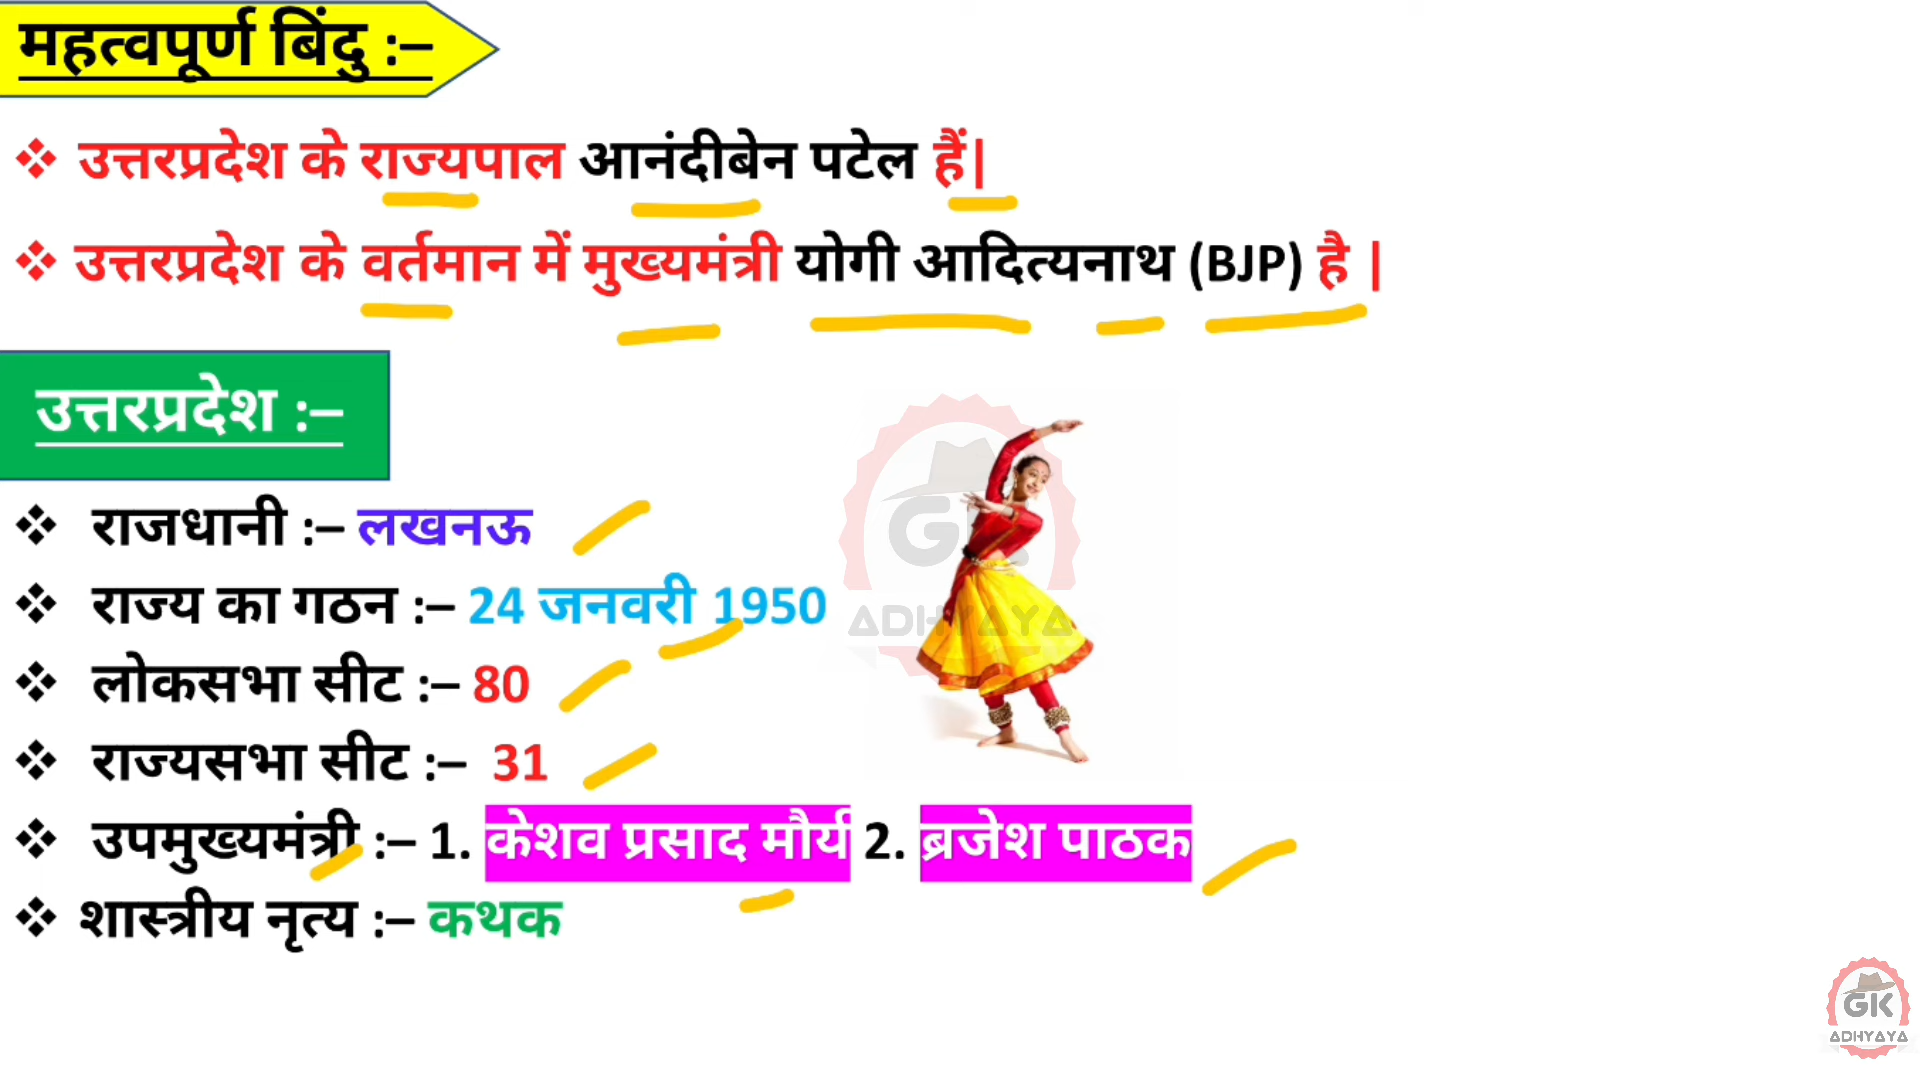 महत्वपूर्ण बिंदु :–
❖ उत्तरप्रदेश के राज्यपाल आनंदीबेन पटेल हैं|
❖ उत्तरप्रदेश के वर्तमान में मुख्यमंत्री योगी आदित्यनाथ (BJP) है |
उत्तरप्रदेश :–
❖ राजधानी :– लखनऊ
❖ राज्य का गठन :– 24 जनवरी 1950
❖ लोकसभा सीट :– 80
❖ राज्यसभा सीट :– 31
❖ उपमुख्यमंत्री :– 1. केशव प्रसाद मौर्य 2. ब्रजेश पाठक
❖ शास्त्रीय नृत्य :– कथक
GK
ADHYAYA
GK
ADHYAYA